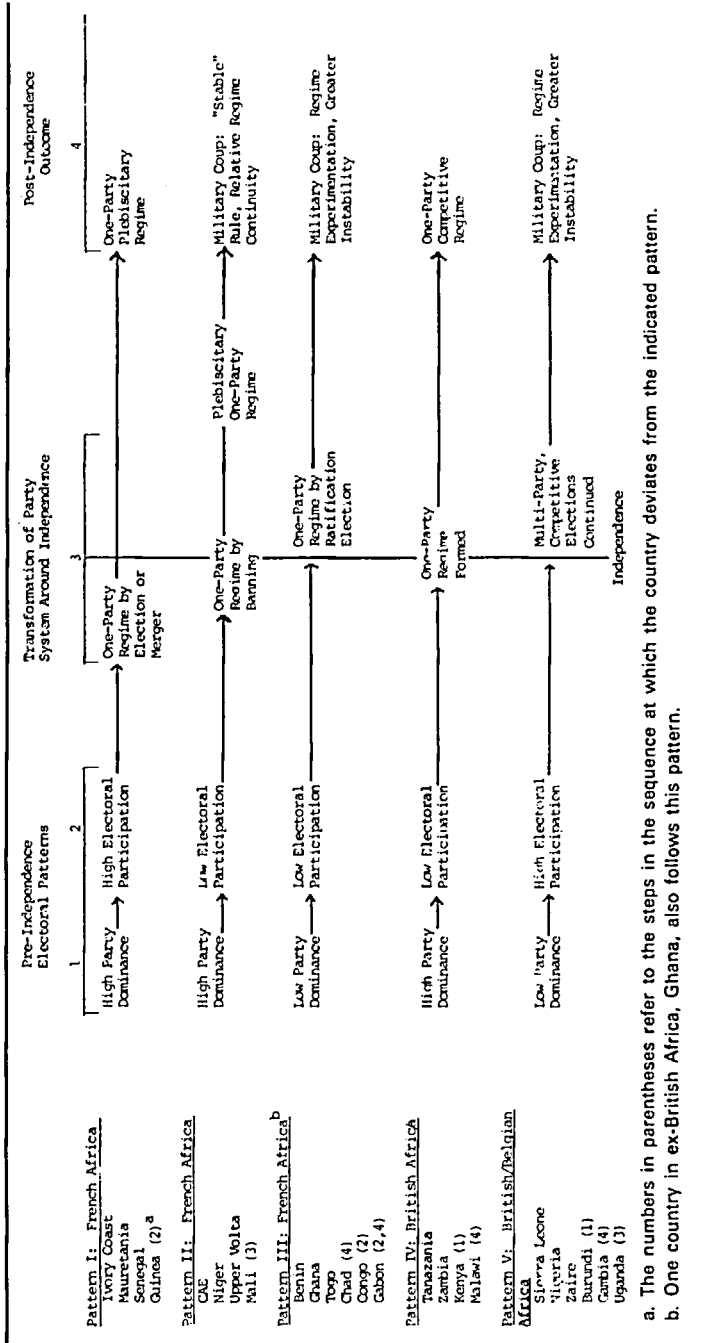 Pre-Independence
Electoral Patterns
Transformation of Party
System Around Independence
Post-Independence
Outcome
1
2
3
4
Pattern I: French Africa
Ivory Coast
Mauretania
Senegal
Guinea (2)a
High Party
Dominance
High Electoral
Participation
One-Party
Regime by
Election or
Merger
One-Party
Plebiscitary
Regime
Pattern II: French Africa
CAE
Niger
Upper Volta
Mali (3)
High Party
Dominance
Low Electoral
Participation
One-Party
Regime by
Banning
Plebiscitary
One-Party
Regime
Military Coup: "Stable"
Rule, Relative Regime
Continuity
Pattern III: French Africab
Benin
Ghana
Togo
Chad (4)
Congo (2)
Gabon (2,4)
Low Party
Dominance
Low Electoral
Participation
One-Party
Regime by
Ratification
Election
Military Coup: Regime
Experimentation, Greater
Instability
Pattern IV: British Africa
Tanazania
Zambia
Kenya (1)
Malawi (4)
High Party
Dominance
Low Electoral
Participation
One-Party
Regime
Formed
One-Party
Competitive
Regime
Pattern V: British/Belgian
Africa
Sierra Leone
Nigeria
Zaire
Burundi (1)
Gambia (4)
Uganda (3)
Low Party
Dominance
High Electoral
Participation
Multi-Party,
Competitive
Elections
Continued
Military Coup: Regime
Experimentation, Greater
Instability
Independence
a. The numbers in parentheses refer to the steps in the sequence at which the country deviates from the indicated pattern.
b. One country in ex-British Africa, Ghana, also follows this pattern.